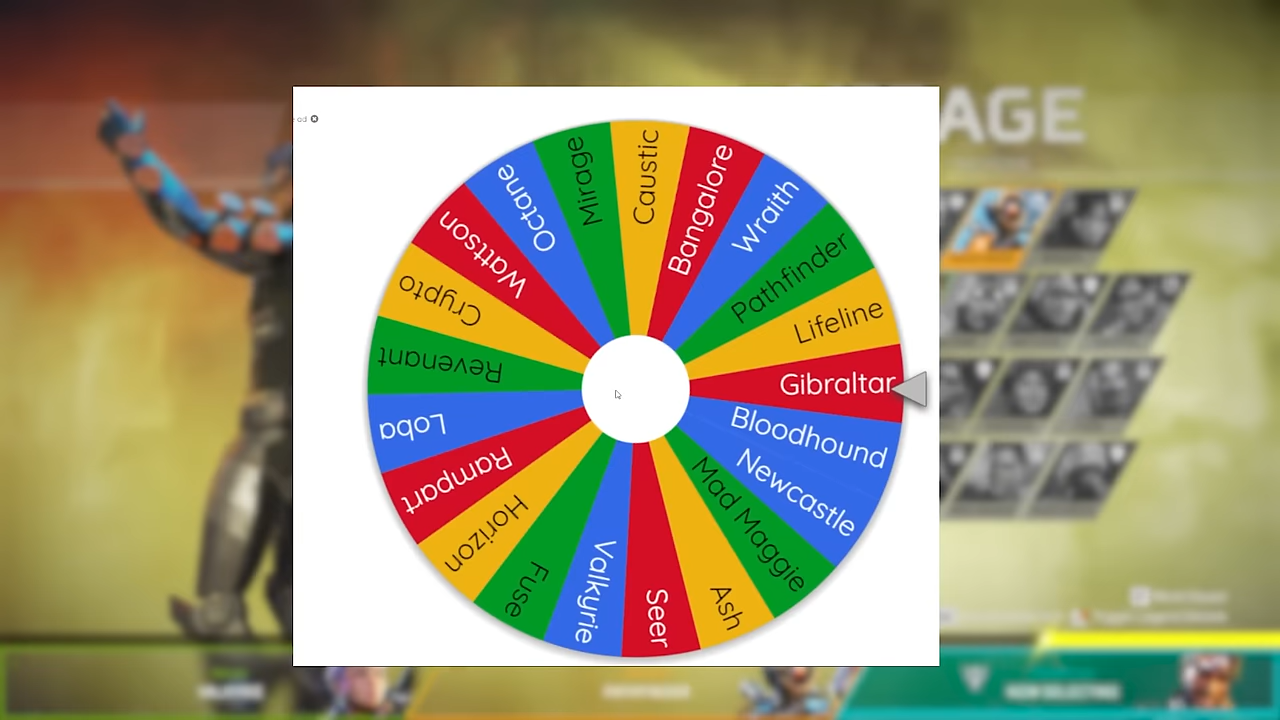 AGE
od
Caustic
Bangalore
Wraith
Pathfinder
Lifeline
Gibraltar
Bloodhound
Newcastle
Mad Maggie
Ash
Seer
Valkyrie
Fuse
Horizon
Rampart
Loba
Revenant
Crypto
Wattson
Octane
Mirage